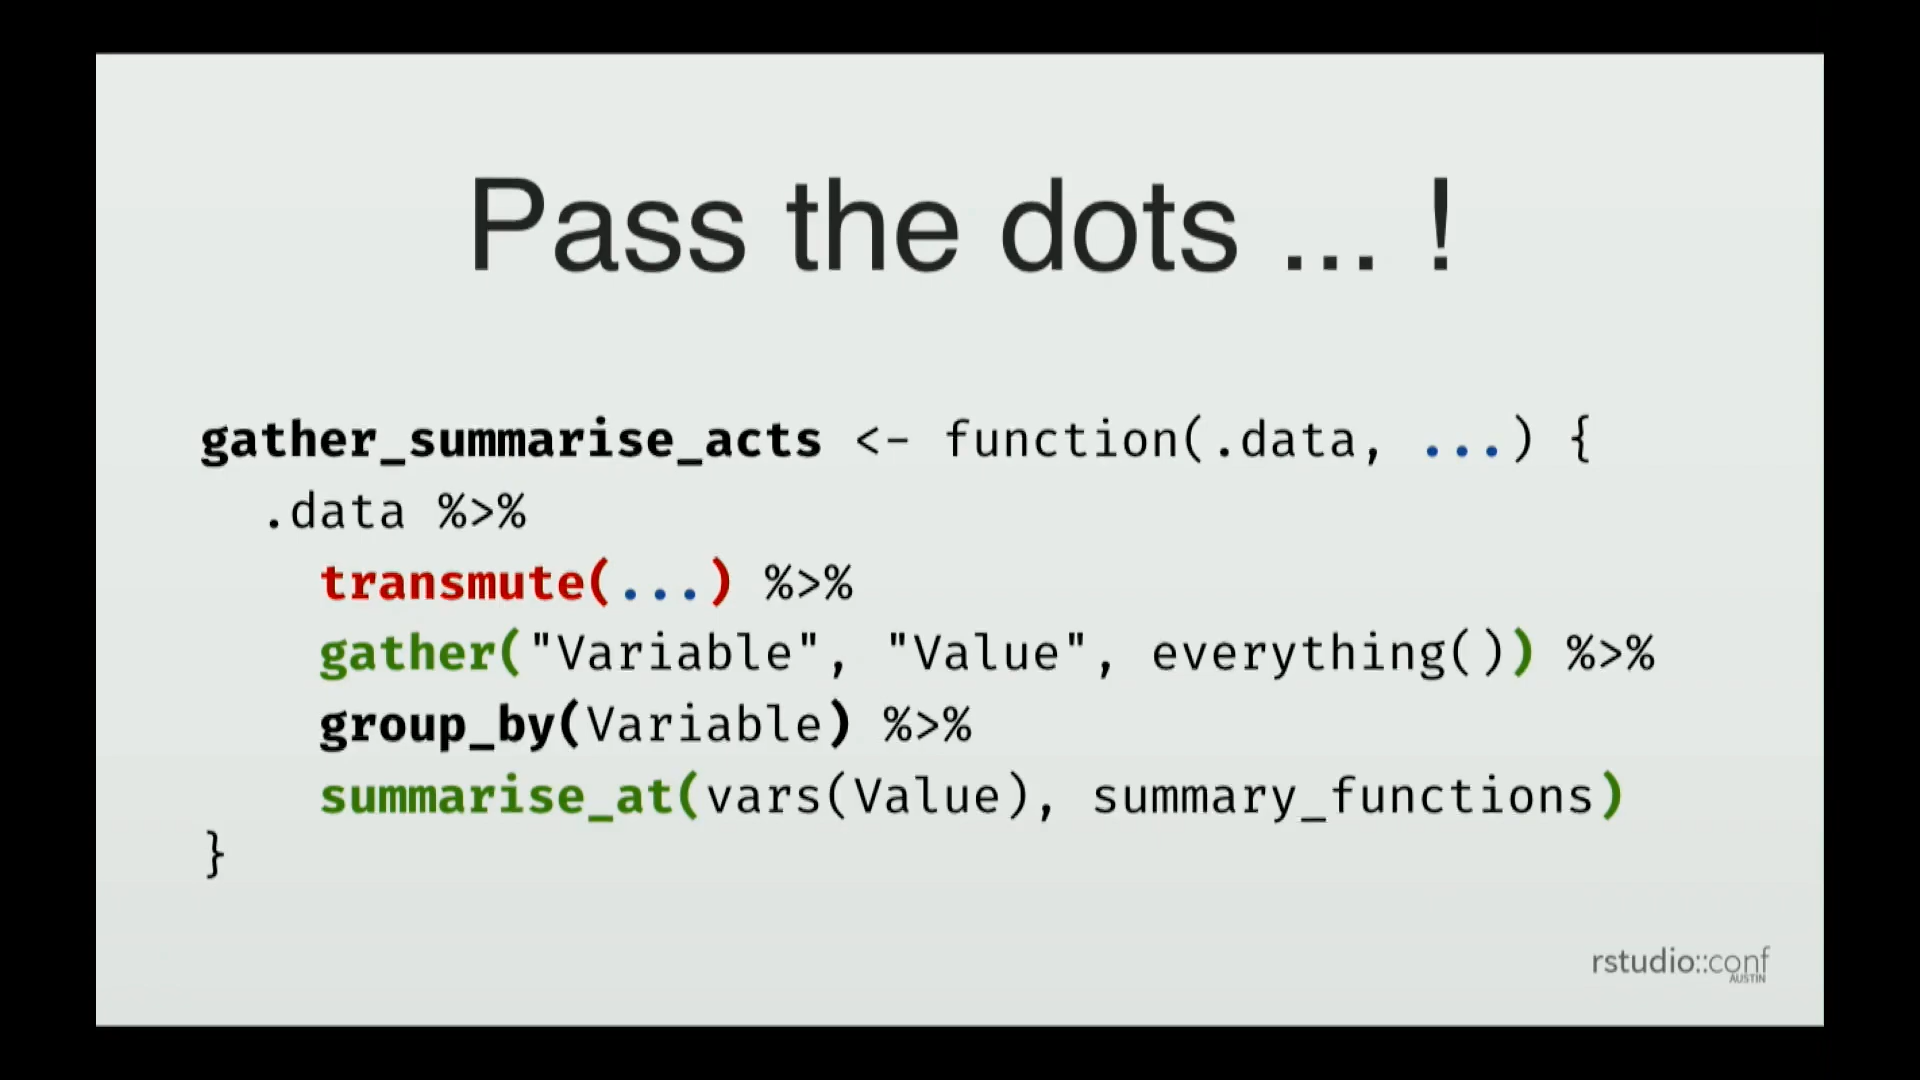 Pass the dots ... !
gather_summarise_acts <- function(.data, ...) {
  .data %>%
    transmute(...) %>%
    gather("Variable", "Value", everything()) %>%
    group_by(Variable) %>%
    summarise_at(vars(Value), summary_functions)
}
rstudio::conf
AUSTIN